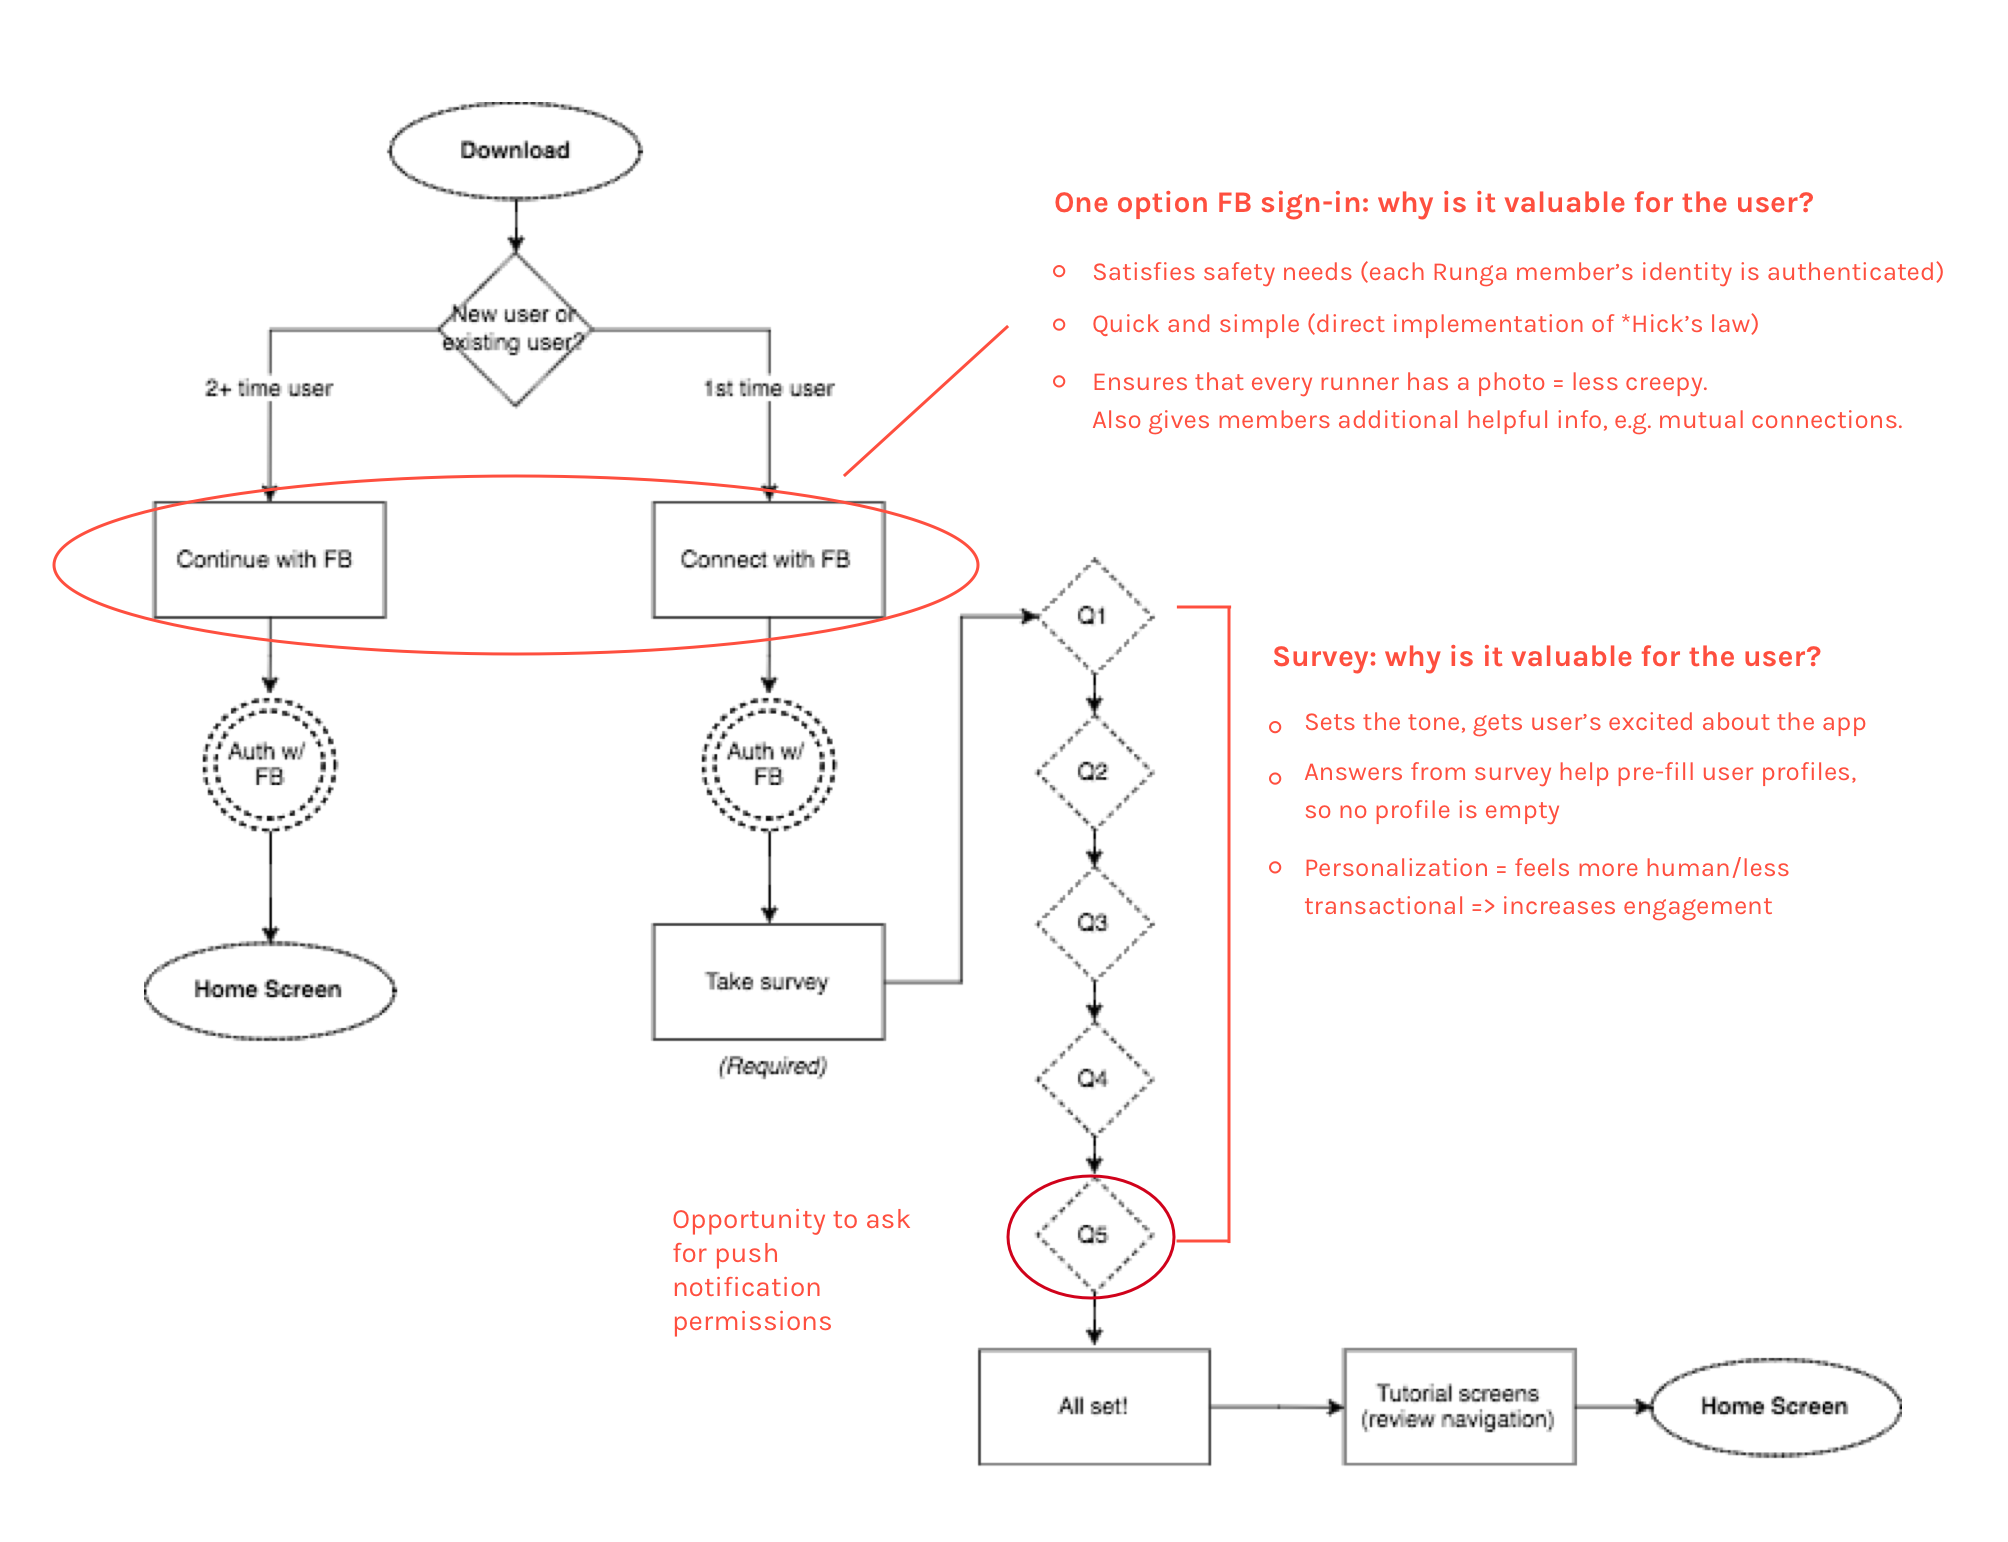 Download
New user or
existing user?
2+ time user
1st time user
Continue with FB
Connect with FB
Auth w/
FB
Auth w/
FB
Home Screen
Take survey
(Required)
One option FB sign-in: why is it valuable for the user?
Satisfies safety needs (each Runga member’s identity is authenticated)
Quick and simple (direct implementation of *Hick’s law)
Ensures that every runner has a photo = less creepy.
Also gives members additional helpful info, e.g. mutual connections.
Q1
Q2
Q3
Q4
Q5
Survey: why is it valuable for the user?
Sets the tone, gets user’s excited about the app
Answers from survey help pre-fill user profiles,
so no profile is empty
Personalization = feels more human/less
transactional => increases engagement
Opportunity to ask
for push
notification
permissions
All set!
Tutorial screens
(review navigation)
Home Screen